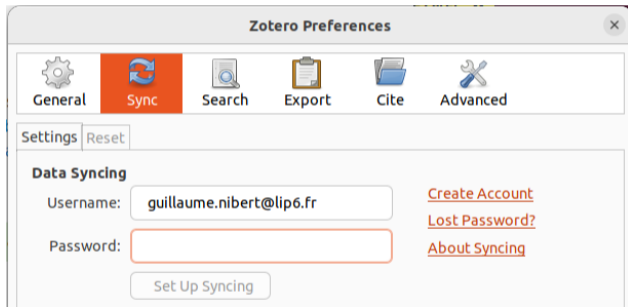 Zotero Preferences
General Sync Search Export Cite Advanced
Settings Reset
Data Syncing
Username: guillaume.nibert@lip6.fr Create Account
Lost Password?
Password: About Syncing
Set Up Syncing